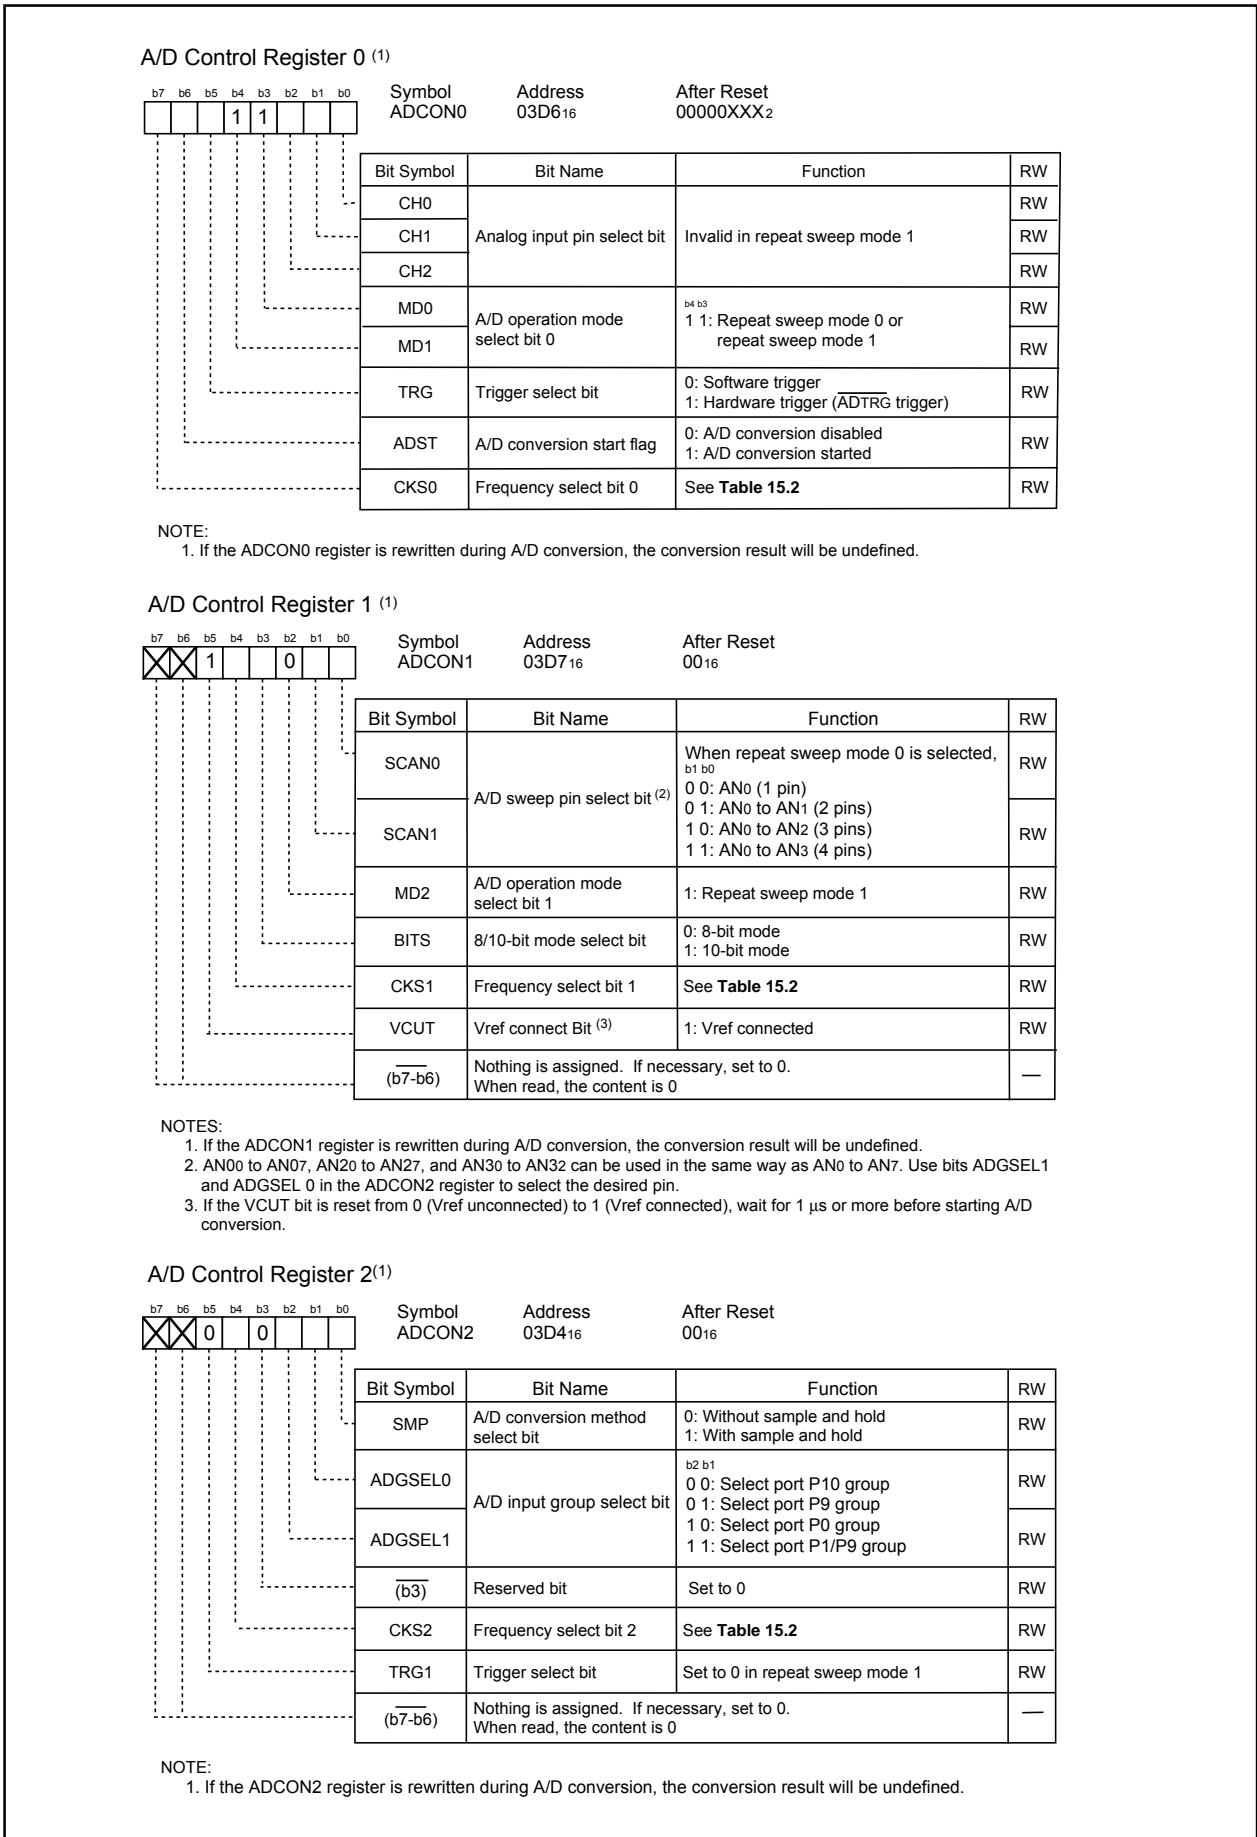 A/D Control Register 0 (1)
b7 b6 b5 b4 b3 b2 b1 b0
1 1
Symbol Address After Reset
ADCON0 03D616 00000XXX2
Bit Symbol Bit Name Function RW
CH0 RW
CH1 Analog input pin select bit Invalid in repeat sweep mode 1 RW
CH2 RW
MD0 A/D operation mode select bit 0 b4 b3 RW
1 1: Repeat sweep mode 0 or
repeat sweep mode 1
MD1 RW
TRG Trigger select bit 0: Software trigger RW
1: Hardware trigger (ADTRG trigger)
ADST A/D conversion start flag 0: A/D conversion disabled RW
1: A/D conversion started
CKS0 Frequency select bit 0 See Table 15.2 RW
NOTE:
1. If the ADCON0 register is rewritten during A/D conversion, the conversion result will be undefined.
A/D Control Register 1 (1)
b7 b6 b5 b4 b3 b2 b1 b0
1 0
Symbol Address After Reset
ADCON1 03D716 0016
Bit Symbol Bit Name Function RW
SCAN0 A/D sweep pin select bit (2) When repeat sweep mode 0 is selected, RW
b1 b0
0 0: AN0 (1 pin)
0 1: AN0 to AN1 (2 pins)
1 0: AN0 to AN2 (3 pins)
1 1: AN0 to AN3 (4 pins)
SCAN1 RW
MD2 A/D operation mode select bit 1 1: Repeat sweep mode 1 RW
BITS 8/10-bit mode select bit 0: 8-bit mode RW
1: 10-bit mode
CKS1 Frequency select bit 1 See Table 15.2 RW
VCUT Vref connect Bit (3) 1: Vref connected RW
(b7-b6) Nothing is assigned. If necessary, set to 0. —
When read, the content is 0
NOTES:
1. If the ADCON1 register is rewritten during A/D conversion, the conversion result will be undefined.
2. AN00 to AN07, AN20 to AN27, and AN30 to AN32 can be used in the same way as AN0 to AN7. Use bits ADGSEL1
and ADGSEL 0 in the ADCON2 register to select the desired pin.
3. If the VCUT bit is reset from 0 (Vref unconnected) to 1 (Vref connected), wait for 1 μs or more before starting A/D
conversion.
A/D Control Register 2(1)
b7 b6 b5 b4 b3 b2 b1 b0
0 0
Symbol Address After Reset
ADCON2 03D416 0016
Bit Symbol Bit Name Function RW
SMP A/D conversion method select bit 0: Without sample and hold RW
1: With sample and hold
ADGSEL0 A/D input group select bit b2 b1 RW
0 0: Select port P10 group
0 1: Select port P9 group
1 0: Select port P0 group
1 1: Select port P1/P9 group
ADGSEL1 RW
(b3) Reserved bit Set to 0 RW
CKS2 Frequency select bit 2 See Table 15.2 RW
TRG1 Trigger select bit Set to 0 in repeat sweep mode 1 RW
(b7-b6) Nothing is assigned. If necessary, set to 0. —
When read, the content is 0
NOTE:
1. If the ADCON2 register is rewritten during A/D conversion, the conversion result will be undefined.